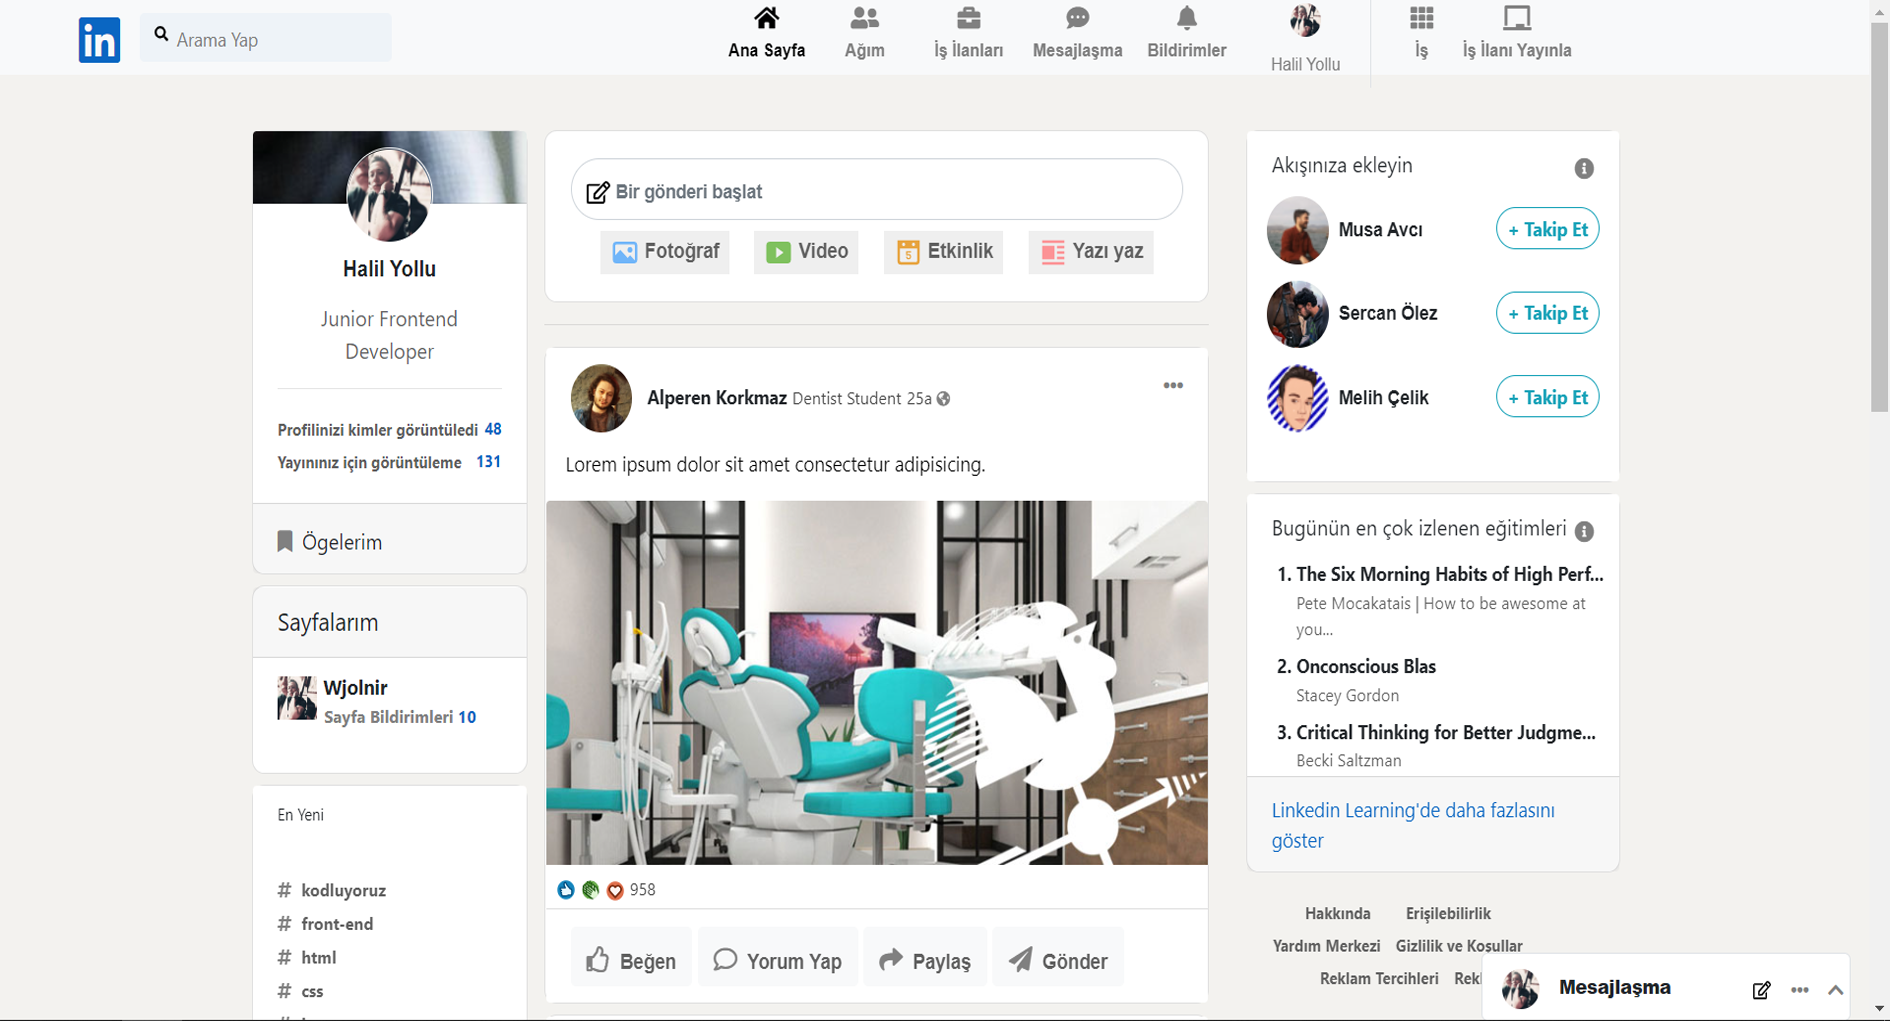 in
Arama Yap
Ana Sayfa
Ağım
İş İlanları
Mesajlaşma
Bildirimler
Halil Yollu
İş
İş İlanı Yayınla
Halil Yollu
Junior Frontend
Developer
Profilinizi kimler görüntüledi 48
Yayınınız için görüntüleme 131
Ögelerim
Sayfalarım
Wjolnir
Sayfa Bildirimleri 10
En Yeni
# kodluyoruz
# front-end
# html
# css
Bir gönderi başlat
Fotoğraf
Video
5 Etkinlik
Yazı yaz
Alperen Korkmaz Dentist Student 25a
Lorem ipsum dolor sit amet consectetur adipisicing.
958
Beğen
Yorum Yap
Paylaş
Gönder
Akışınıza ekleyin
Musa Avcı
+ Takip Et
Sercan Ölez
+ Takip Et
Melih Çelik
+ Takip Et
Bugünün en çok izlenen eğitimleri
1. The Six Morning Habits of High Perf...
Pete Mocakatais | How to be awesome at
you...
2. Onconscious Blas
Stacey Gordon
3. Critical Thinking for Better Judgme...
Becki Saltzman
Linkedin Learning'de daha fazlasını
göster
Hakkında Erişilebilirlik
Yardım Merkezi Gizlilik ve Koşullar
Reklam Tercihleri
Mesajlaşma